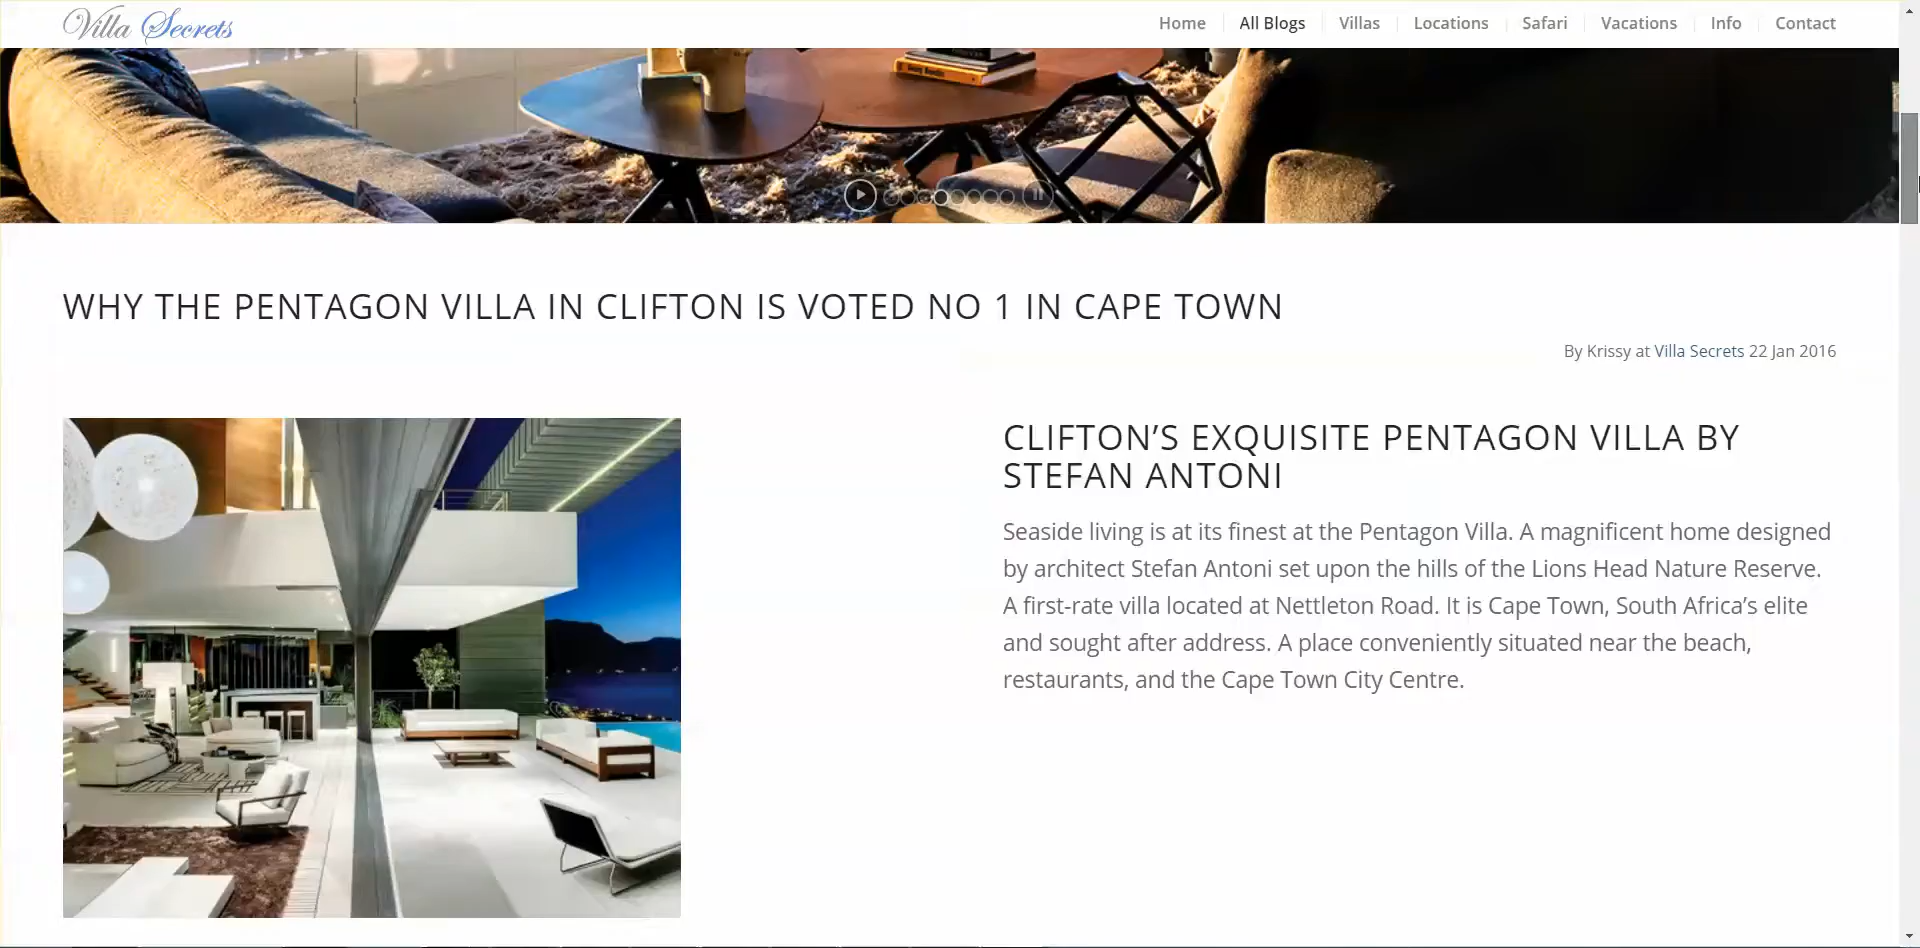 Villa Secrets
Home All Blogs Villas Locations Safari Vacations Info Contact
WHY THE PENTAGON VILLA IN CLIFTON IS VOTED NO 1 IN CAPE TOWN
By Krissy at Villa Secrets 22 Jan 2016
CLIFTON’S EXQUISITE PENTAGON VILLA BY
STEFAN ANTONI
Seaside living is at its finest at the Pentagon Villa. A magnificent home designed
by architect Stefan Antoni set upon the hills of the Lions Head Nature Reserve.
A first-rate villa located at Nettleton Road. It is Cape Town, South Africa’s elite
and sought after address. A place conveniently situated near the beach,
restaurants, and the Cape Town City Centre.